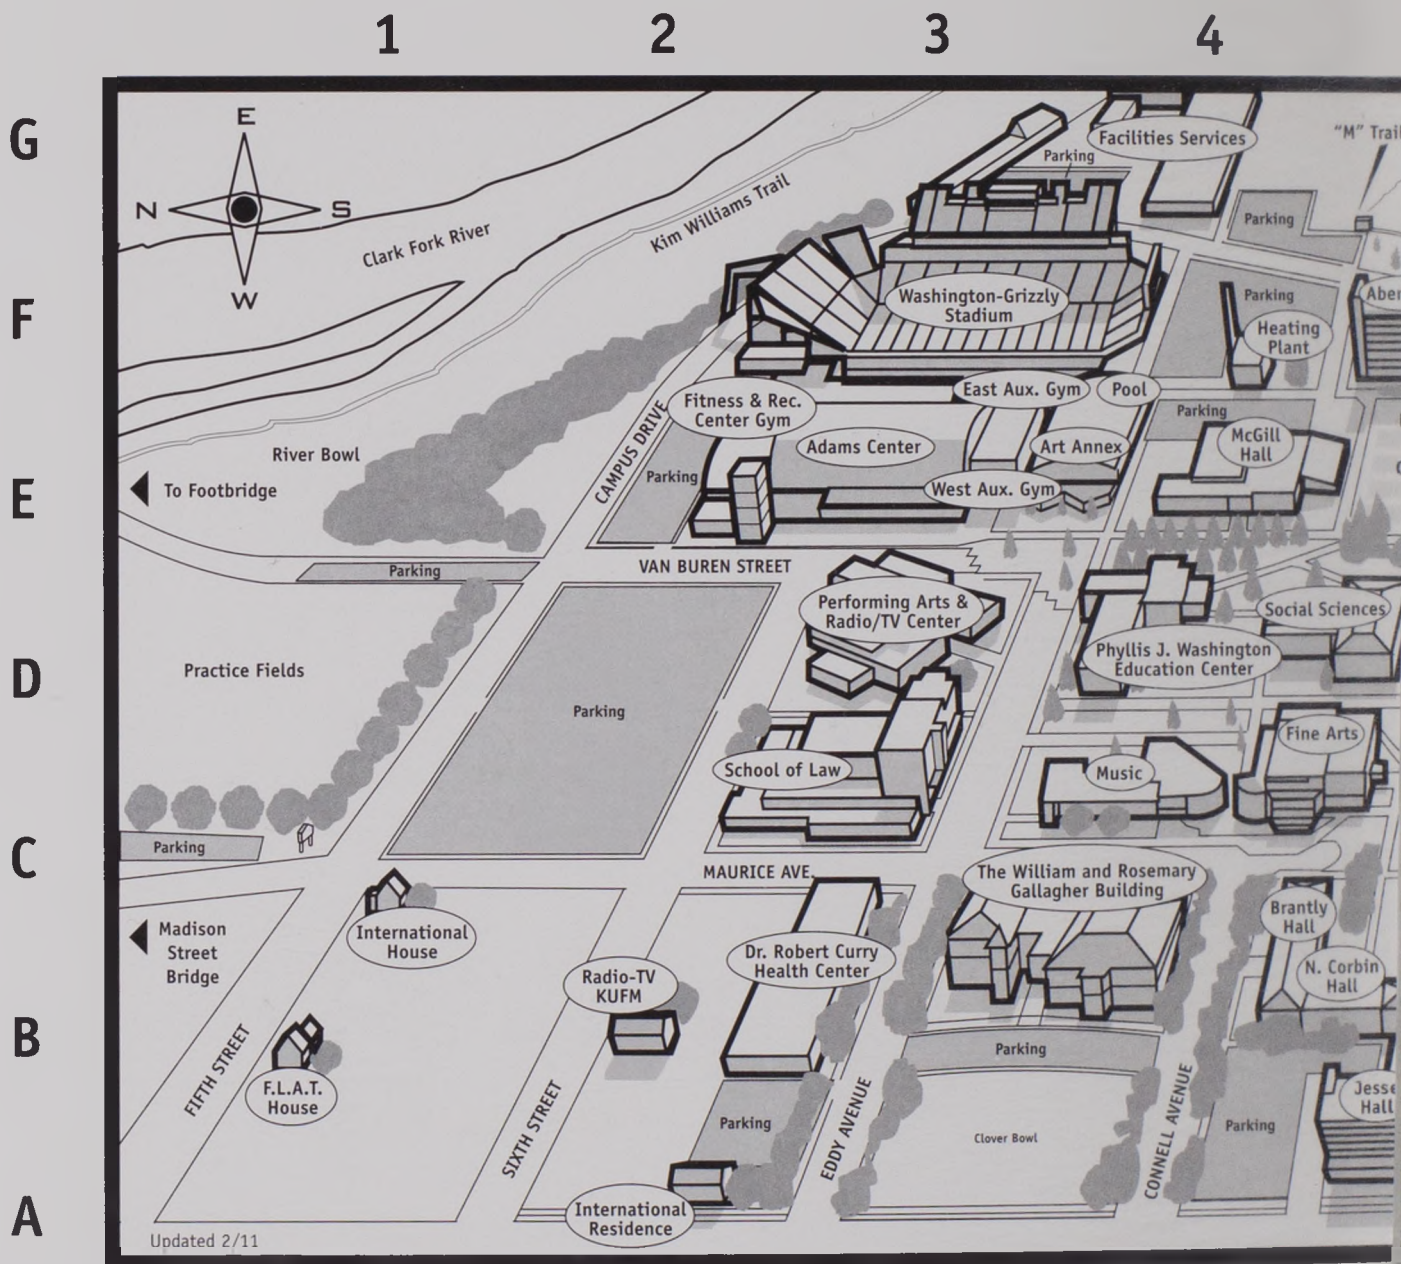 1
2
3
4
G
F
E
D
C
B
A
E
N
S
W
Clark Fork River
Kim Williams Trail
Parking
Facilities Services
"M" Trail
Parking
Washington-Grizzly
Stadium
Parking
Heating
Plant
Fitness & Rec.
Center Gym
East Aux. Gym
Pool
Parking
CAMPUS DRIVE
Adams Center
Art Annex
McGill
Hall
River Bowl
To Footbridge
Parking
West Aux. Gym
Parking
VAN BUREN STREET
Performing Arts &
Radio/TV Center
Social Sciences
Phyllis J. Washington
Education Center
Practice Fields
Parking
School of Law
Music
Fine Arts
Parking
MAURICE AVE.
The William and Rosemary
Gallagher Building
Brantly
Hall
Madison
Street
Bridge
International
House
Dr. Robert Curry
Health Center
N. Corbin
Hall
Radio-TV
KUFM
Parking
FIFTH STREET
F.L.A.T.
House
SIXTH STREET
Parking
EDDY AVENUE
Clover Bowl
CONNELL AVENUE
Parking
Jesse
Hall
International
Residence
Updated 2/11